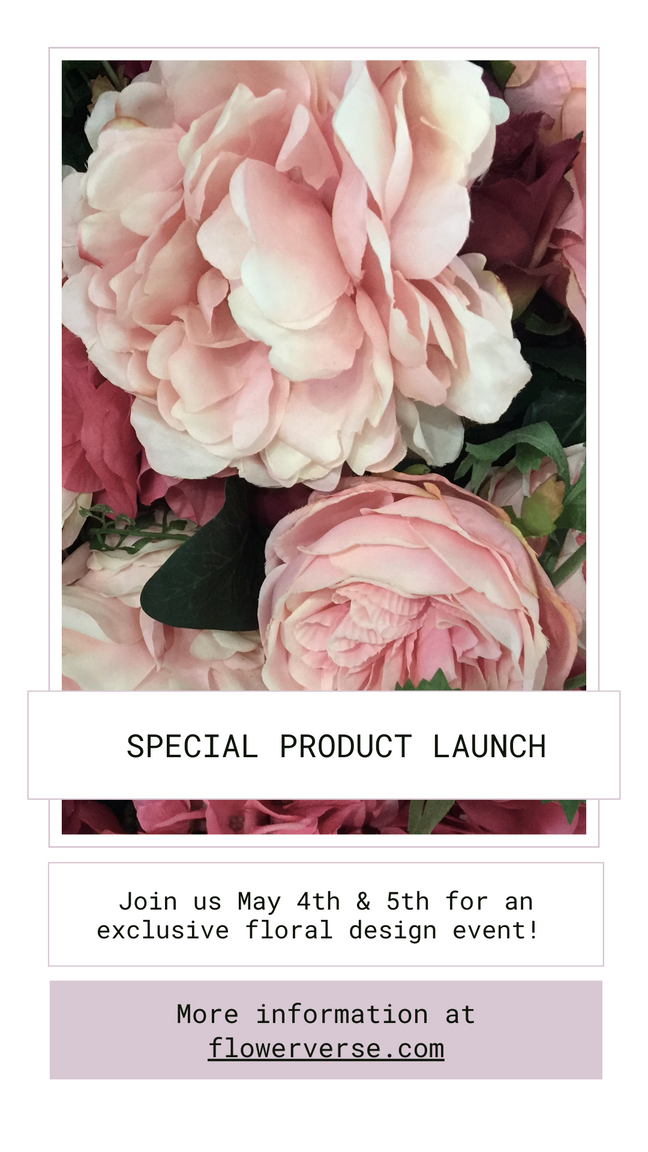 SPECIAL PRODUCT LAUNCH
Join us May 4th & 5th for an
exclusive floral design event!
More information at
flowerverse.com